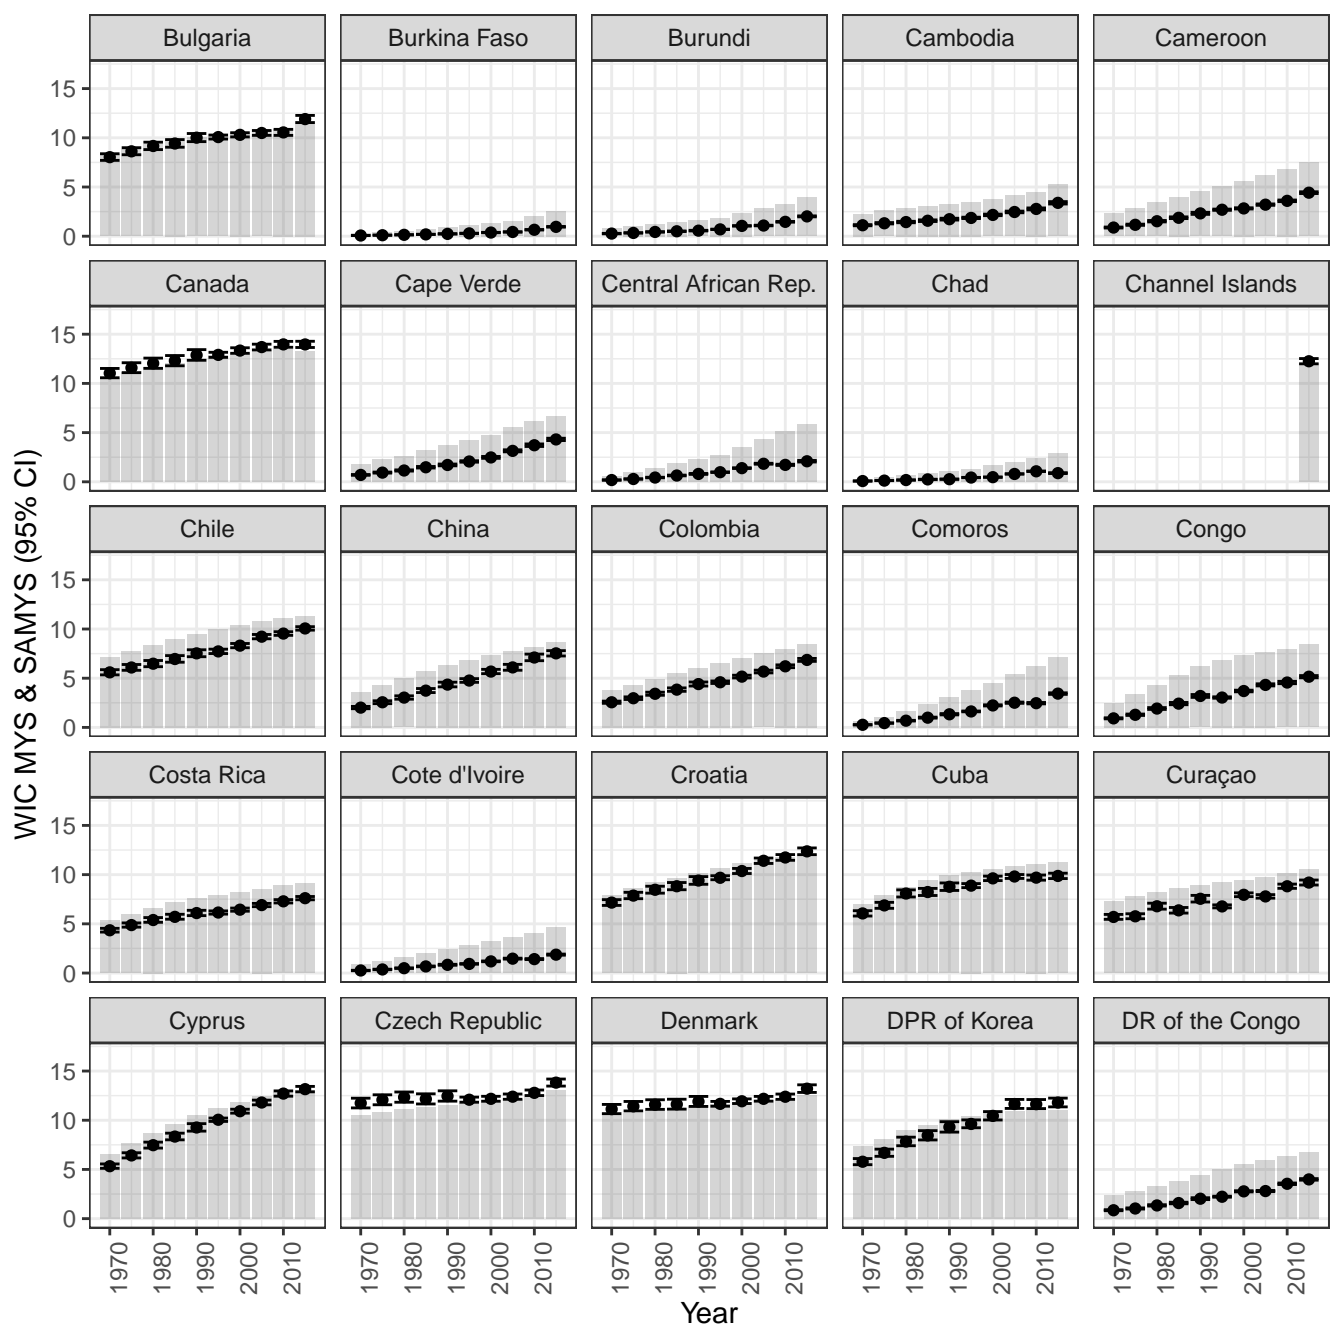 Bulgaria Burkina Faso Burundi Cambodia Cameroon
15
10
5
0
Canada Cape Verde Central African Rep. Chad Channel Islands
15
10
5
0
Chile China Colombia Comoros Congo
15
10
5
0
Costa Rica Cote d'Ivoire Croatia Cuba Curaçao
15
10
5
0
Cyprus Czech Republic Denmark DPR of Korea DR of the Congo
15
10
5
0
1970 1980 1990 2000 2010 1970 1980 1990 2000 2010 1970 1980 1990 2000 2010 1970 1980 1990 2000 2010 1970 1980 1990 2000 2010
Year
WIC MYS & SAMYS (95% CI)